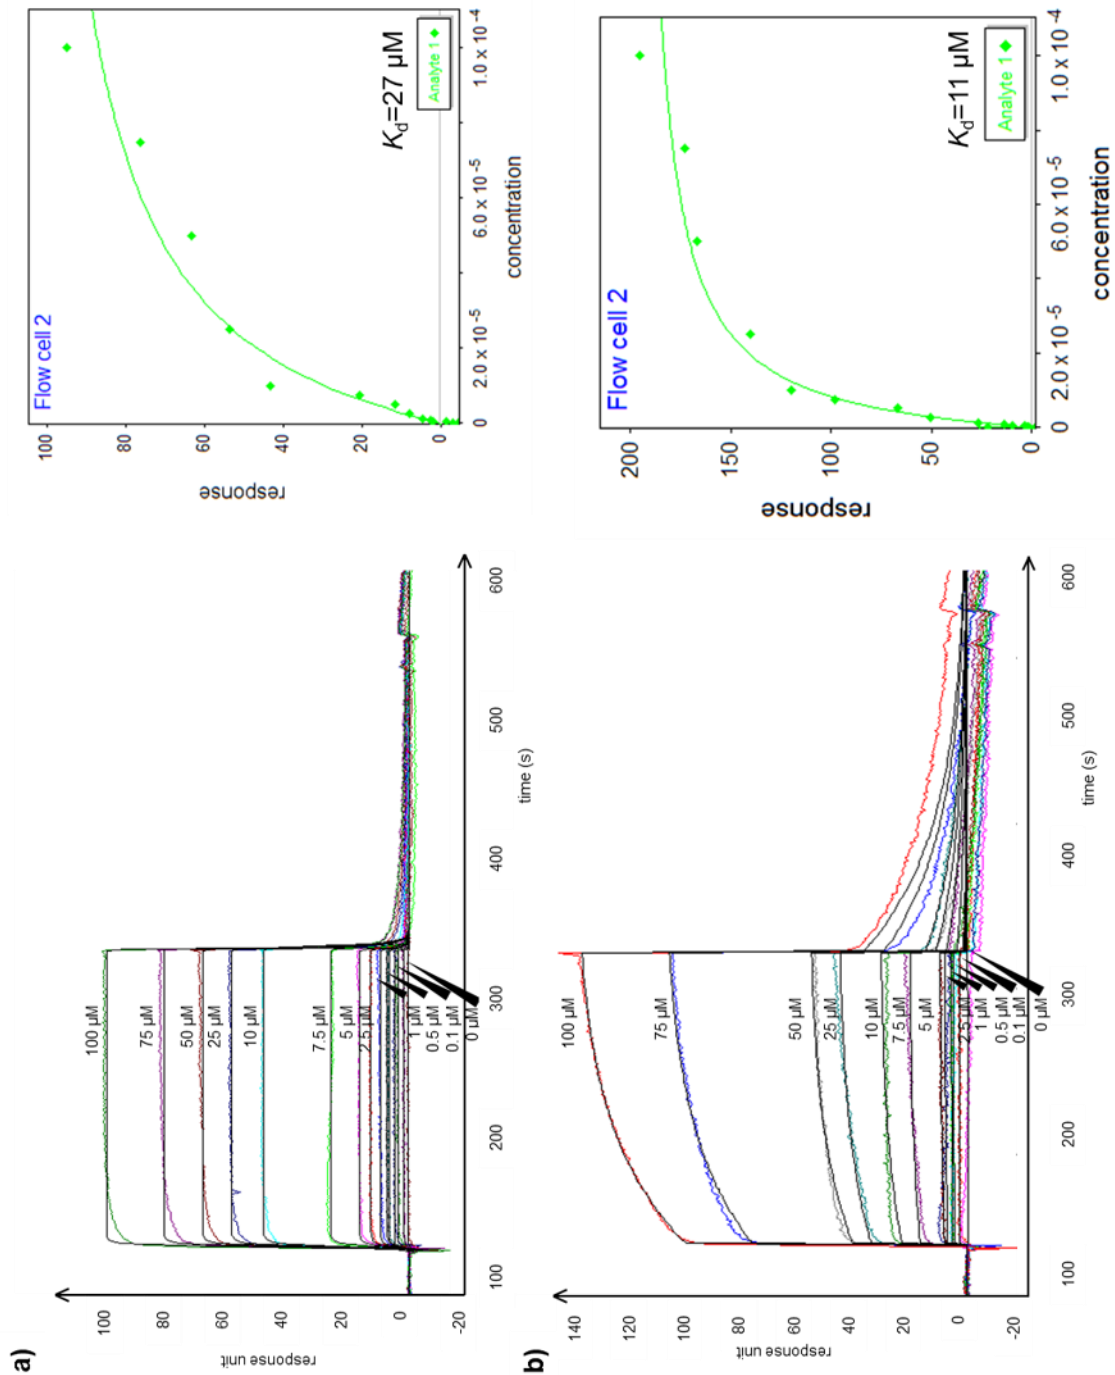 a)
response unit
100
80
60
40
20
0
-20
100 µM
75 µM
50 µM
25 µM
10 µM
7.5 µM
5 µM
2.5 µM
1 µM
0.5 µM
0.1 µM
0 µM
100
200
300
400
500
600
time (s)
Flow cell 2
response
100
80
60
40
20
0
Kd=27 µM
Analyte 1
0
2.0 x 10 -5
6.0 x 10 -5
1.0 x 10 -4
concentration
b)
response unit
140
120
100
80
60
40
20
0
-20
100 µM
75 µM
50 µM
25 µM
10 µM
7.5 µM
5 µM
2.5 µM
1 µM
0.5 µM
0.1 µM
0 µM
100
200
300
400
500
600
time (s)
Flow cell 2
response
200
150
100
50
0
Kd=11 µM
Analyte 1
0
2.0 x 10 -5
6.0 x 10 -5
1.0 x 10 -4
concentration